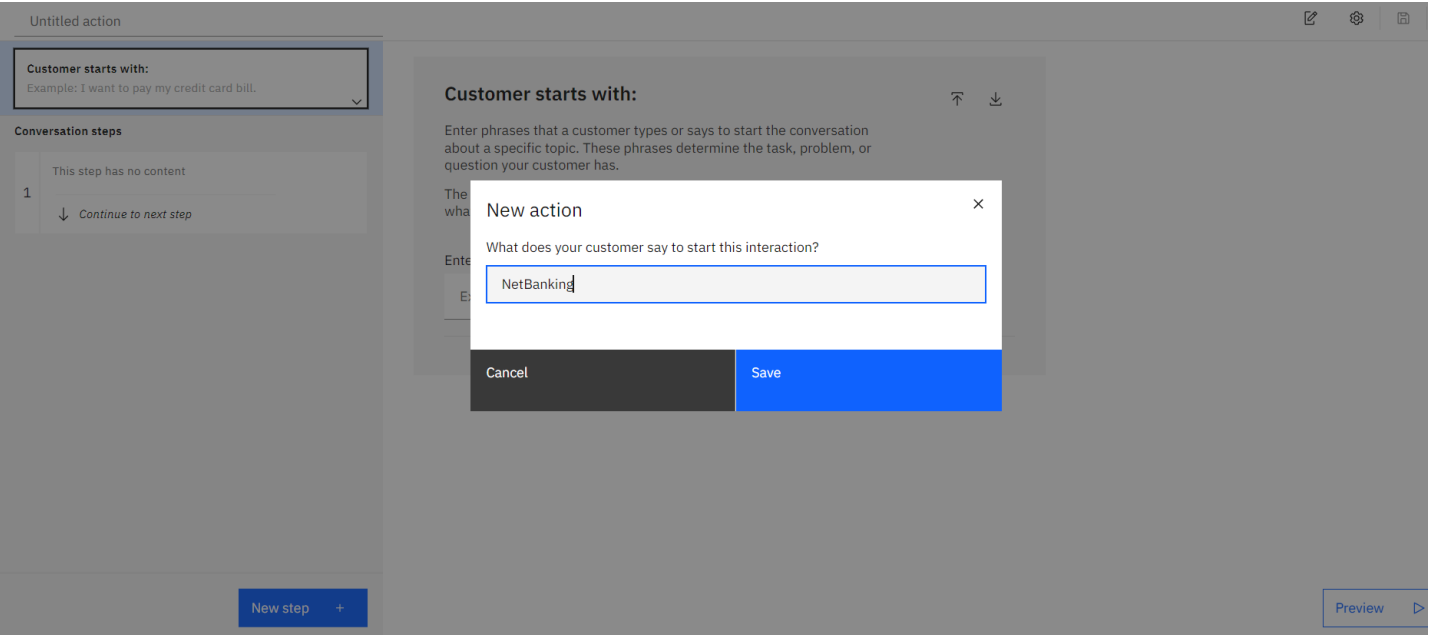 Untitled action
Customer starts with:
Example: I want to pay my credit card bill.
Conversation steps
1
This step has no content
Continue to next step
New step +
Customer starts with:
Enter phrases that a customer types or says to start the conversation
about a specific topic. These phrases determine the task, problem, or
question your customer has.
The
wha
Ente
New action
What does your customer say to start this interaction?
NetBanking
Cancel
Save
Preview